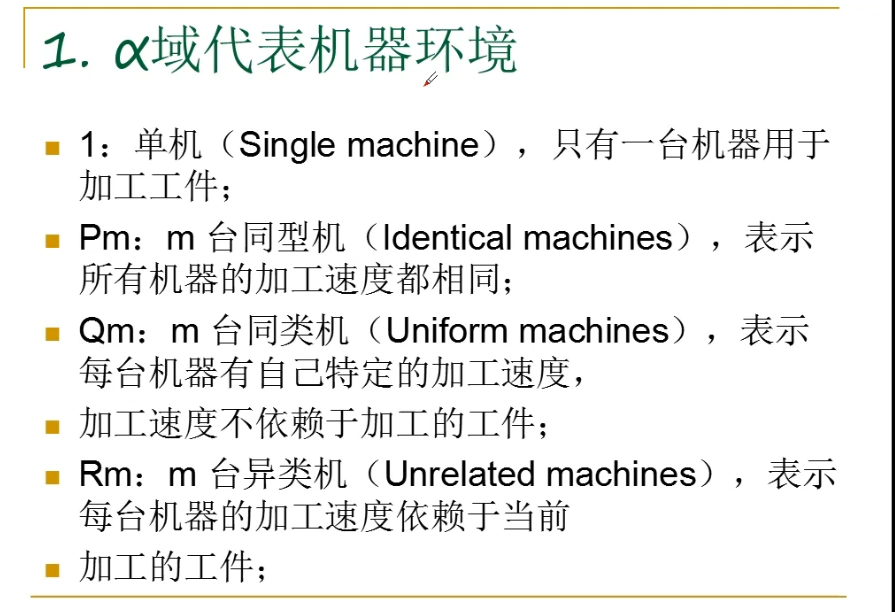 1. α域代表机器环境
1：单机（Single machine），只有一台机器用于
加工工件；
Pm：m 台同型机（Identical machines），表示
所有机器的加工速度都相同；
Qm：m 台同类机（Uniform machines），表示
每台机器有自己特定的加工速度，
加工速度不依赖于加工的工件；
Rm：m 台异类机（Unrelated machines），表示
每台机器的加工速度依赖于当前
加工的工件；